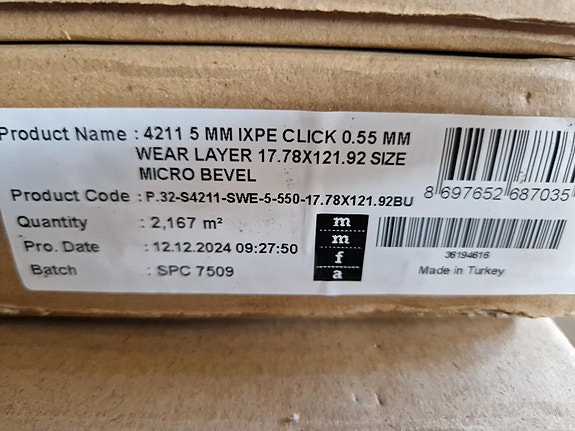 Product Name : 4211 5 MM IXPE CLICK 0.55 MM
WEAR LAYER 17.78X121.92 SIZE
MICRO BEVEL
Product Code : P.32-S4211-SWE-5-550-17.78X121.92BU
Quantity : 2,167 m²
Pro. Date : 12.12.2024 09:27:50
Batch : SPC 7509
m
m
f
a
8 697652 687035
36194616
Made in Turkey